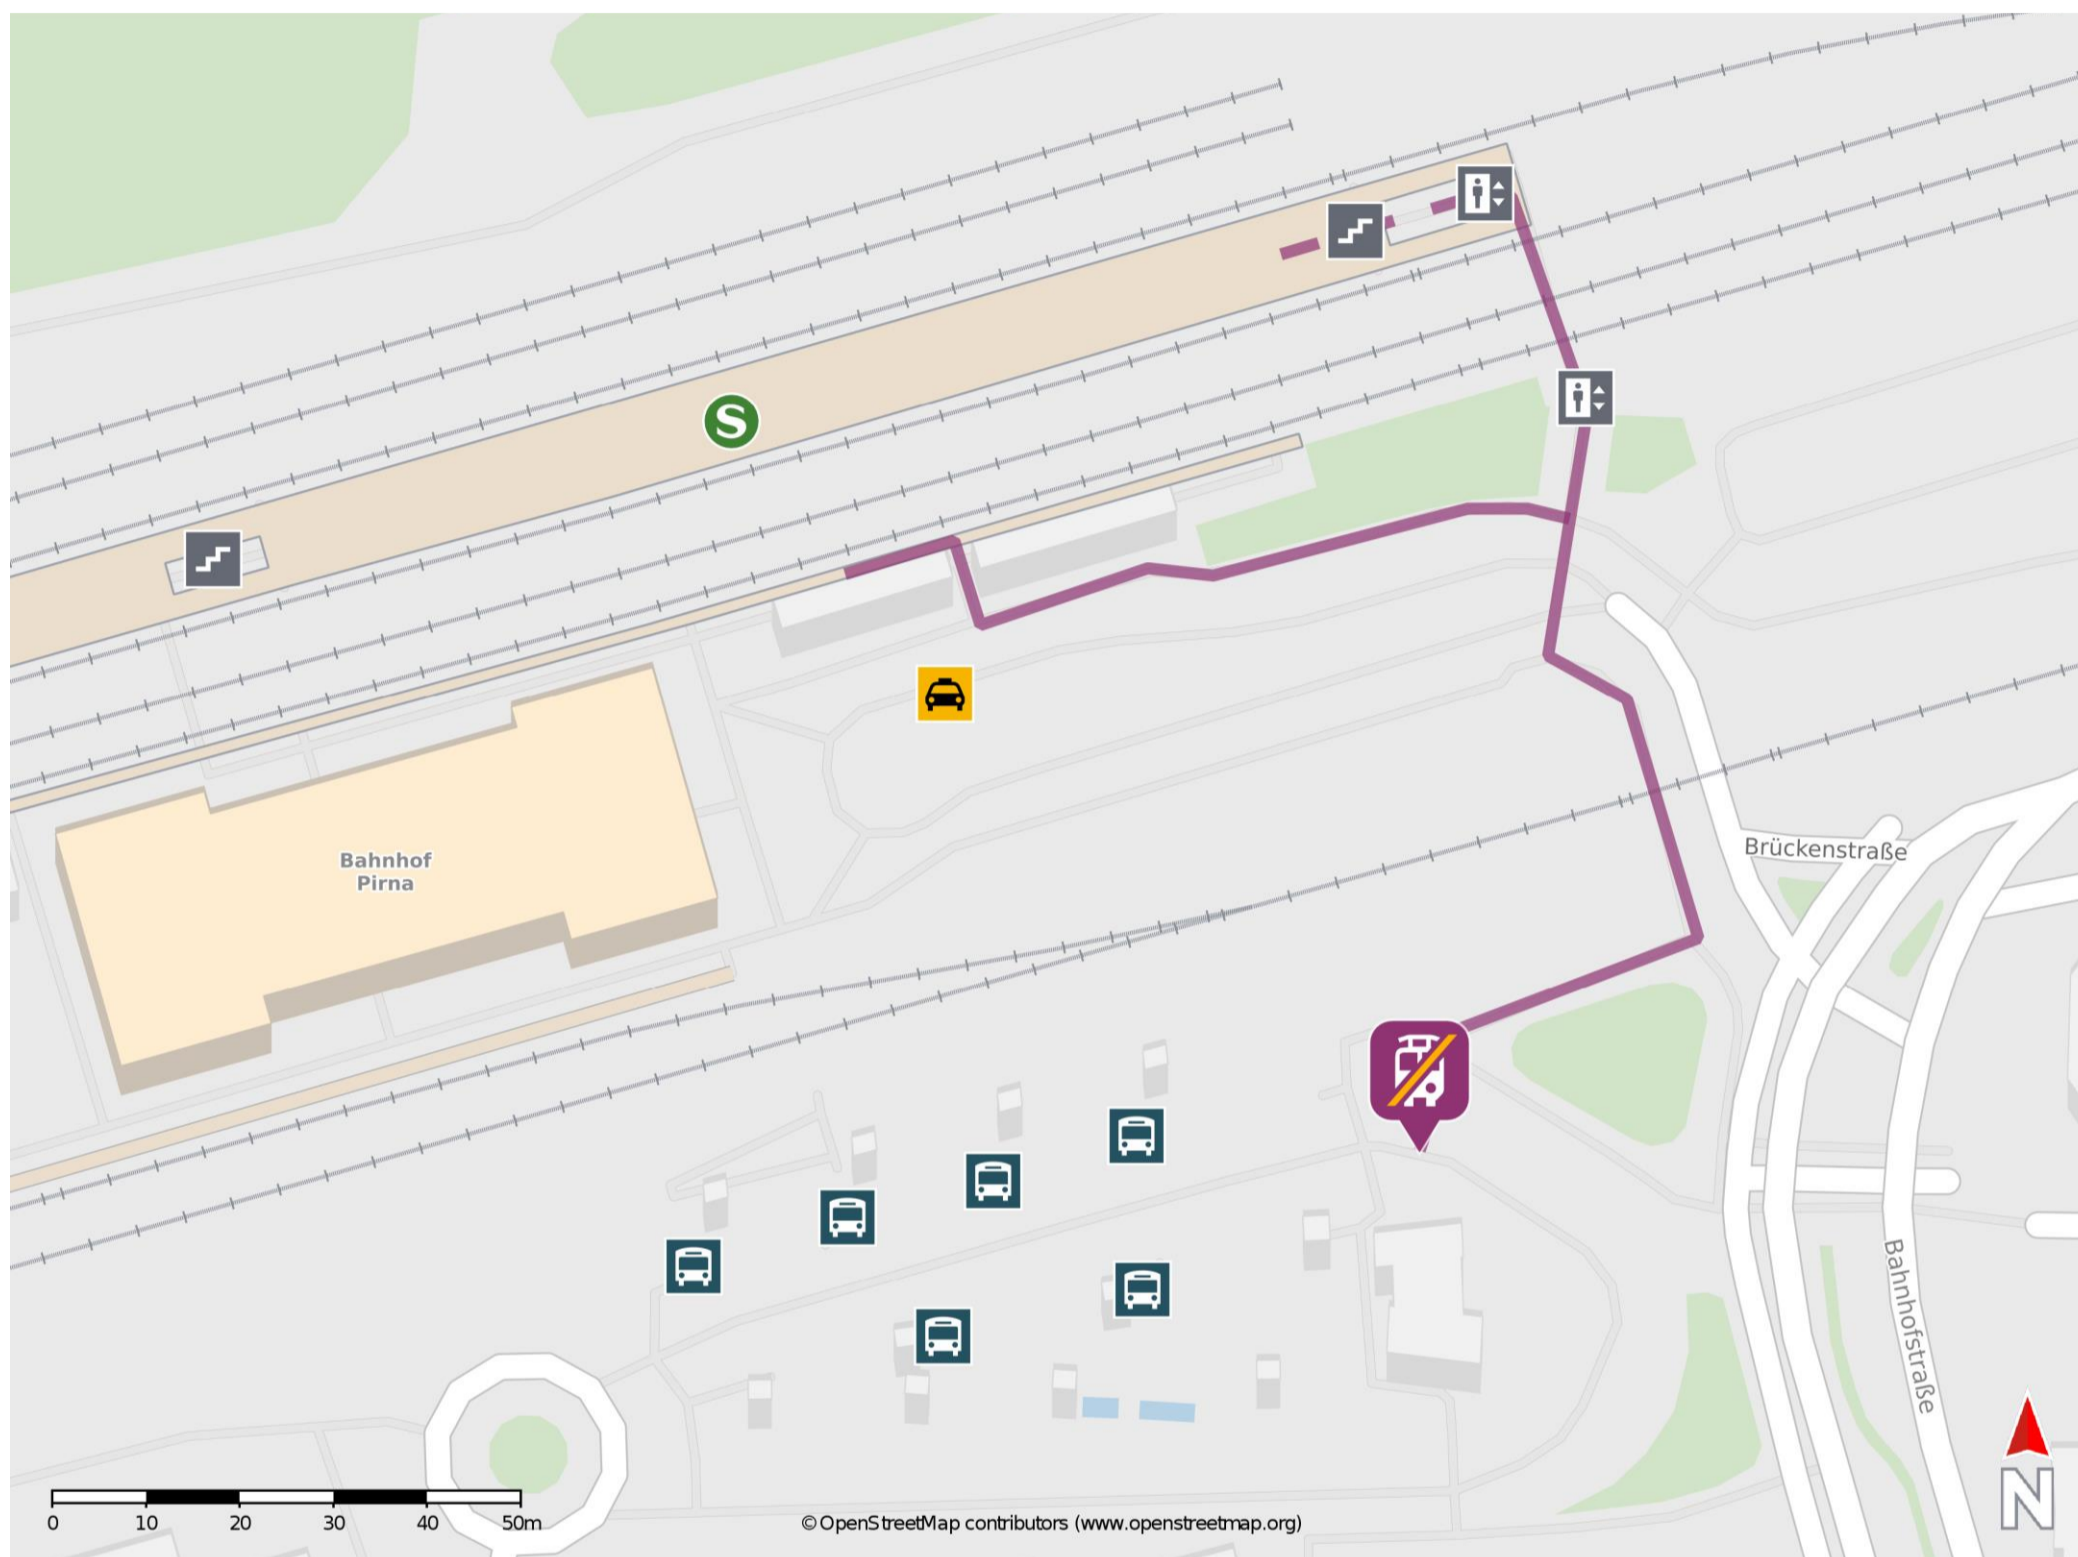 S
Brückenstraße
Bahnhof
Pirna
Bahnhofstraße
0 10 20 30 40 50m
© OpenStreetMap contributors (www.openstreetmap.org)
N